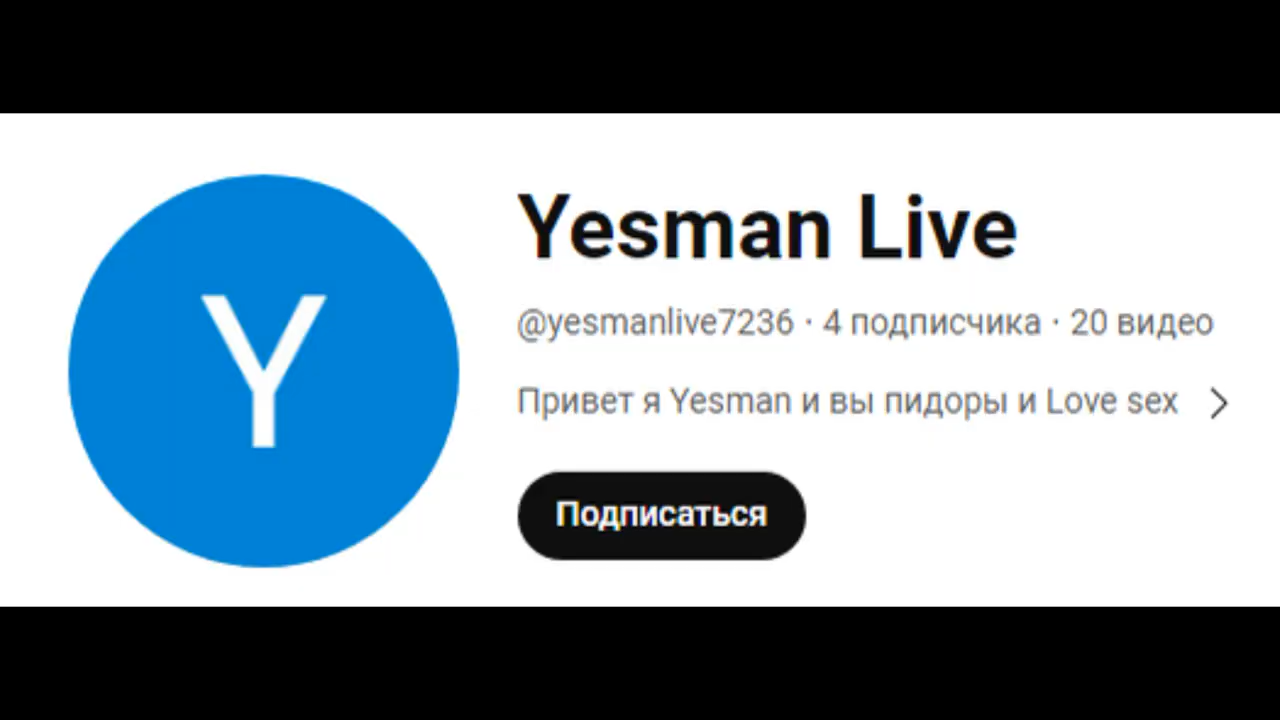 Y
Yesman Live
@yesmanlive7236 · 4 подписчика · 20 видео
Привет я Yesman и вы пидоры и Love sex
Подписаться